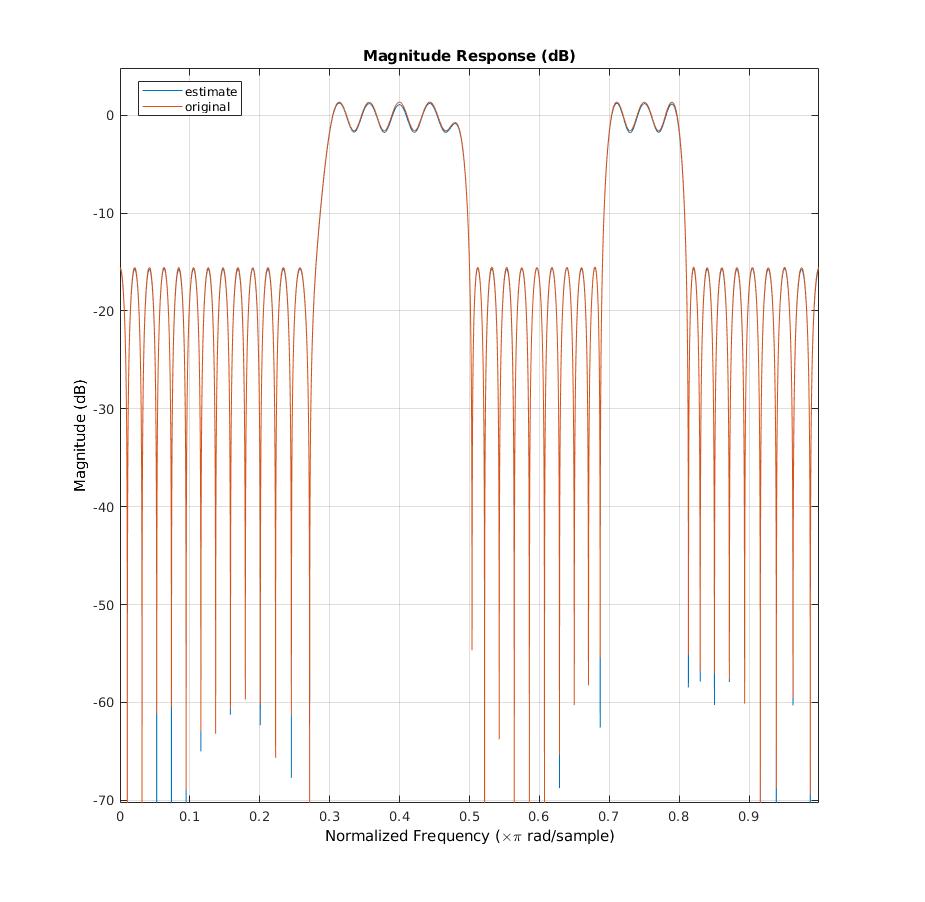 Magnitude Response (dB)
estimate
original
0
-10
-20
-30
-40
-50
-60
-70
Magnitude (dB)
0 0.1 0.2 0.3 0.4 0.5 0.6 0.7 0.8 0.9
Normalized Frequency (×π rad/sample)